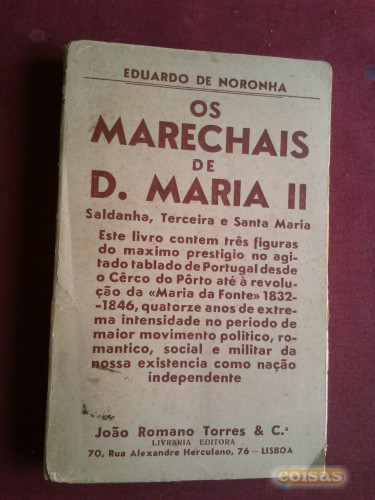 EDUARDO DE NORONHA
OS
MARECHAIS
DE
D. MARIA II
Saldanha, Terceira e Santa Maria
Este livro contem três figuras
do maximo prestigio no agi-
tado tablado de Portugal desde
o Cêrco do Pôrto até à revolu-
ção da «Maria da Fonte» 1832-
-1846, quatorze anos de extre-
ma intensidade no periodo de
maior movimento politico, ro-
mantico, social e militar da
nossa existencia como nação
independente
João Romano Torres & C.ª
LIVRARIA EDITORA
70, Rua Alexandre Herculano, 76 — LISBOA
coisas